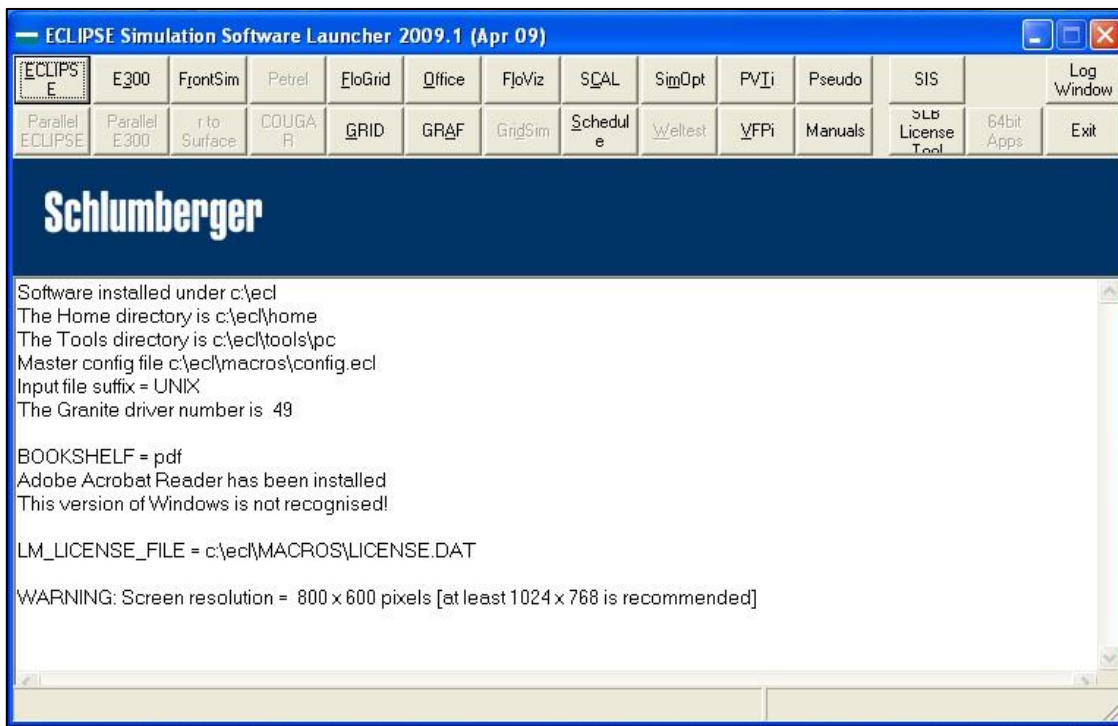 ECLIPSE Simulation Software Launcher 2009.1 (Apr 09)
ECLIPS
E
E300
FrontSim
Petrel
FloGrid
Office
FloViz
SCAL
SimOpt
PVTi
Pseudo
SIS
Log
Window
Parallel
ECLIPSE
Parallel
E300
r to
Surface
COUGA
R
GRID
GRAF
GridSim
Schedul
e
Weltest
VFPi
Manuals
SLB
License
Tool
64bit
Apps
Exit
Schlumberger
Software installed under c:\ecl
The Home directory is c:\ecl\home
The Tools directory is c:\ecl\tools\pc
Master config file c:\ecl\macros\config.ecl
Input file suffix = UNIX
The Granite driver number is  49
BOOKSHELF = pdf
Adobe Acrobat Reader has been installed
This version of Windows is not recognised!
LM_LICENSE_FILE = c:\ecl\MACROS\LICENSE.DAT
WARNING: Screen resolution =  800 x 600 pixels [at least 1024 x 768 is recommended]